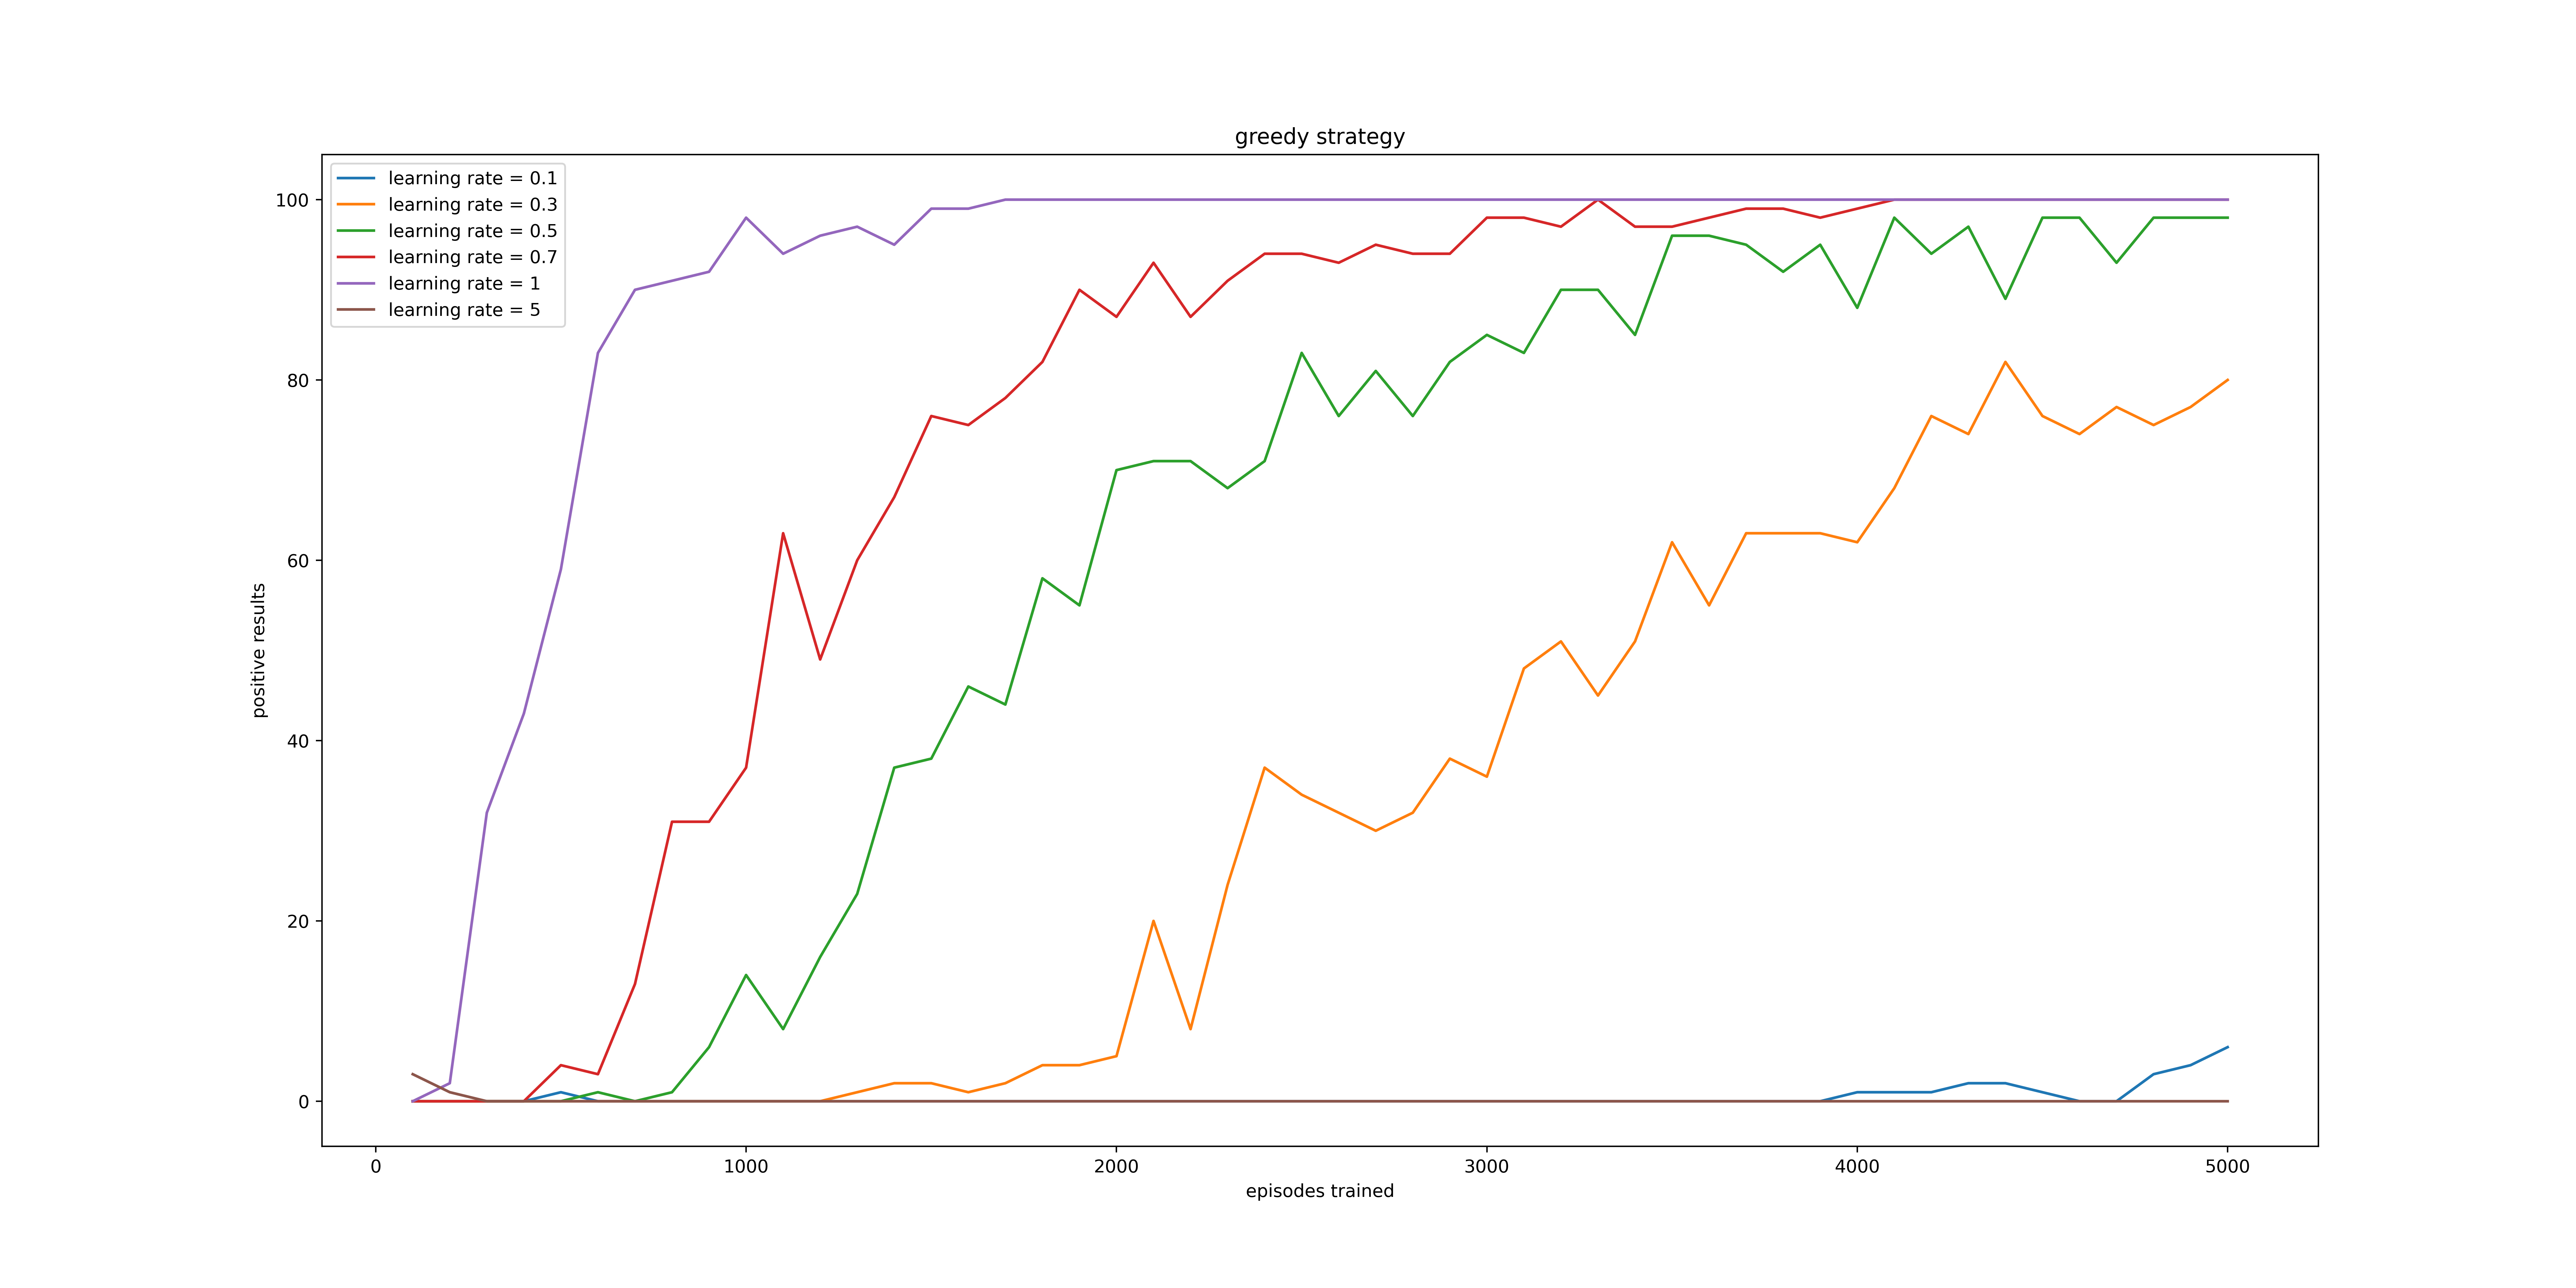 greedy strategy
learning rate = 0.1
learning rate = 0.3
learning rate = 0.5
learning rate = 0.7
learning rate = 1
learning rate = 5
100
80
60
40
20
0
positive results
0 1000 2000 3000 4000 5000
episodes trained